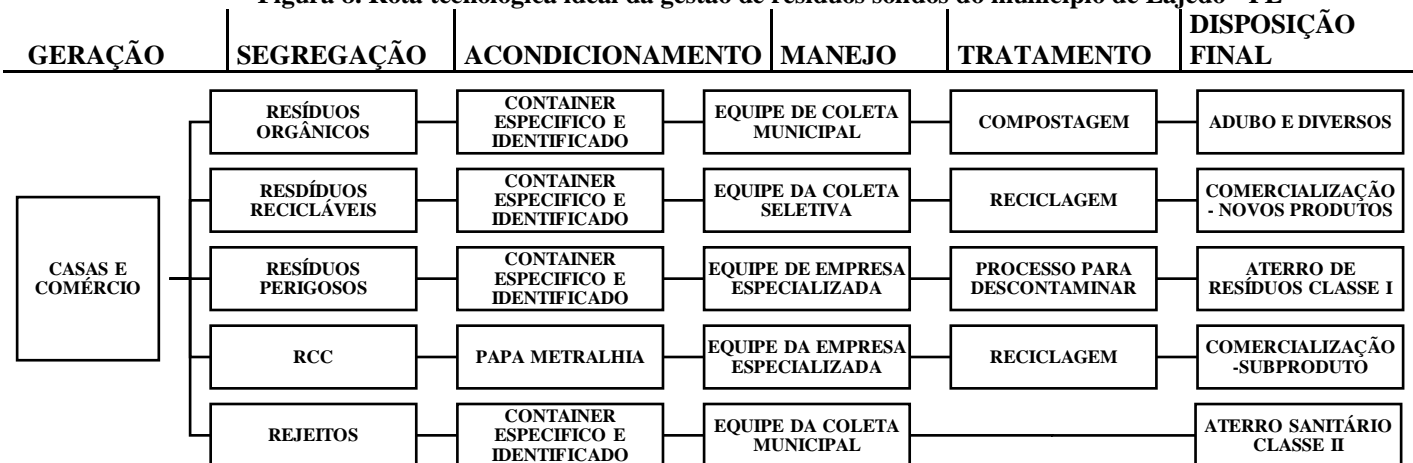 Figura Rota tecnológica ideal da gestão de resíduos sólidos do município de Lajedo - PE
GERAÇÃO
SEGREGAÇÃO
ACONDICIONAMENTO
MANEJO
TRATAMENTO
DISPOSIÇÃO
FINAL
CASAS E
COMÉRCIO
RESÍDUOS
ORGÂNICOS
CONTAINER
ESPECIFICO E
IDENTIFICADO
EQUIPE DE COLETA
MUNICIPAL
COMPOSTAGEM
ADUBO E DIVERSOS
RESDÍDUOS
RECICLÁVEIS
CONTAINER
ESPECIFICO E
IDENTIFICADO
EQUIPE DA COLETA
SELETIVA
RECICLAGEM
COMERCIALIZAÇÃO
- NOVOS PRODUTOS
RESÍDUOS
PERIGOSOS
CONTAINER
ESPECIFICO E
IDENTIFICADO
EQUIPE DE EMPRESA
ESPECIALIZADA
PROCESSO PARA
DESCONTAMINAR
ATERRO DE
RESÍDUOS CLASSE I
RCC
PAPA METRALHIA
EQUIPE DA EMPRESA
ESPECIALIZADA
RECICLAGEM
COMERCIALIZAÇÃO
-SUBPRODUTO
REJEITOS
CONTAINER
ESPECIFICO E
IDENTIFICADO
EQUIPE DA COLETA
MUNICIPAL
ATERRO SANITÁRIO
CLASSE II